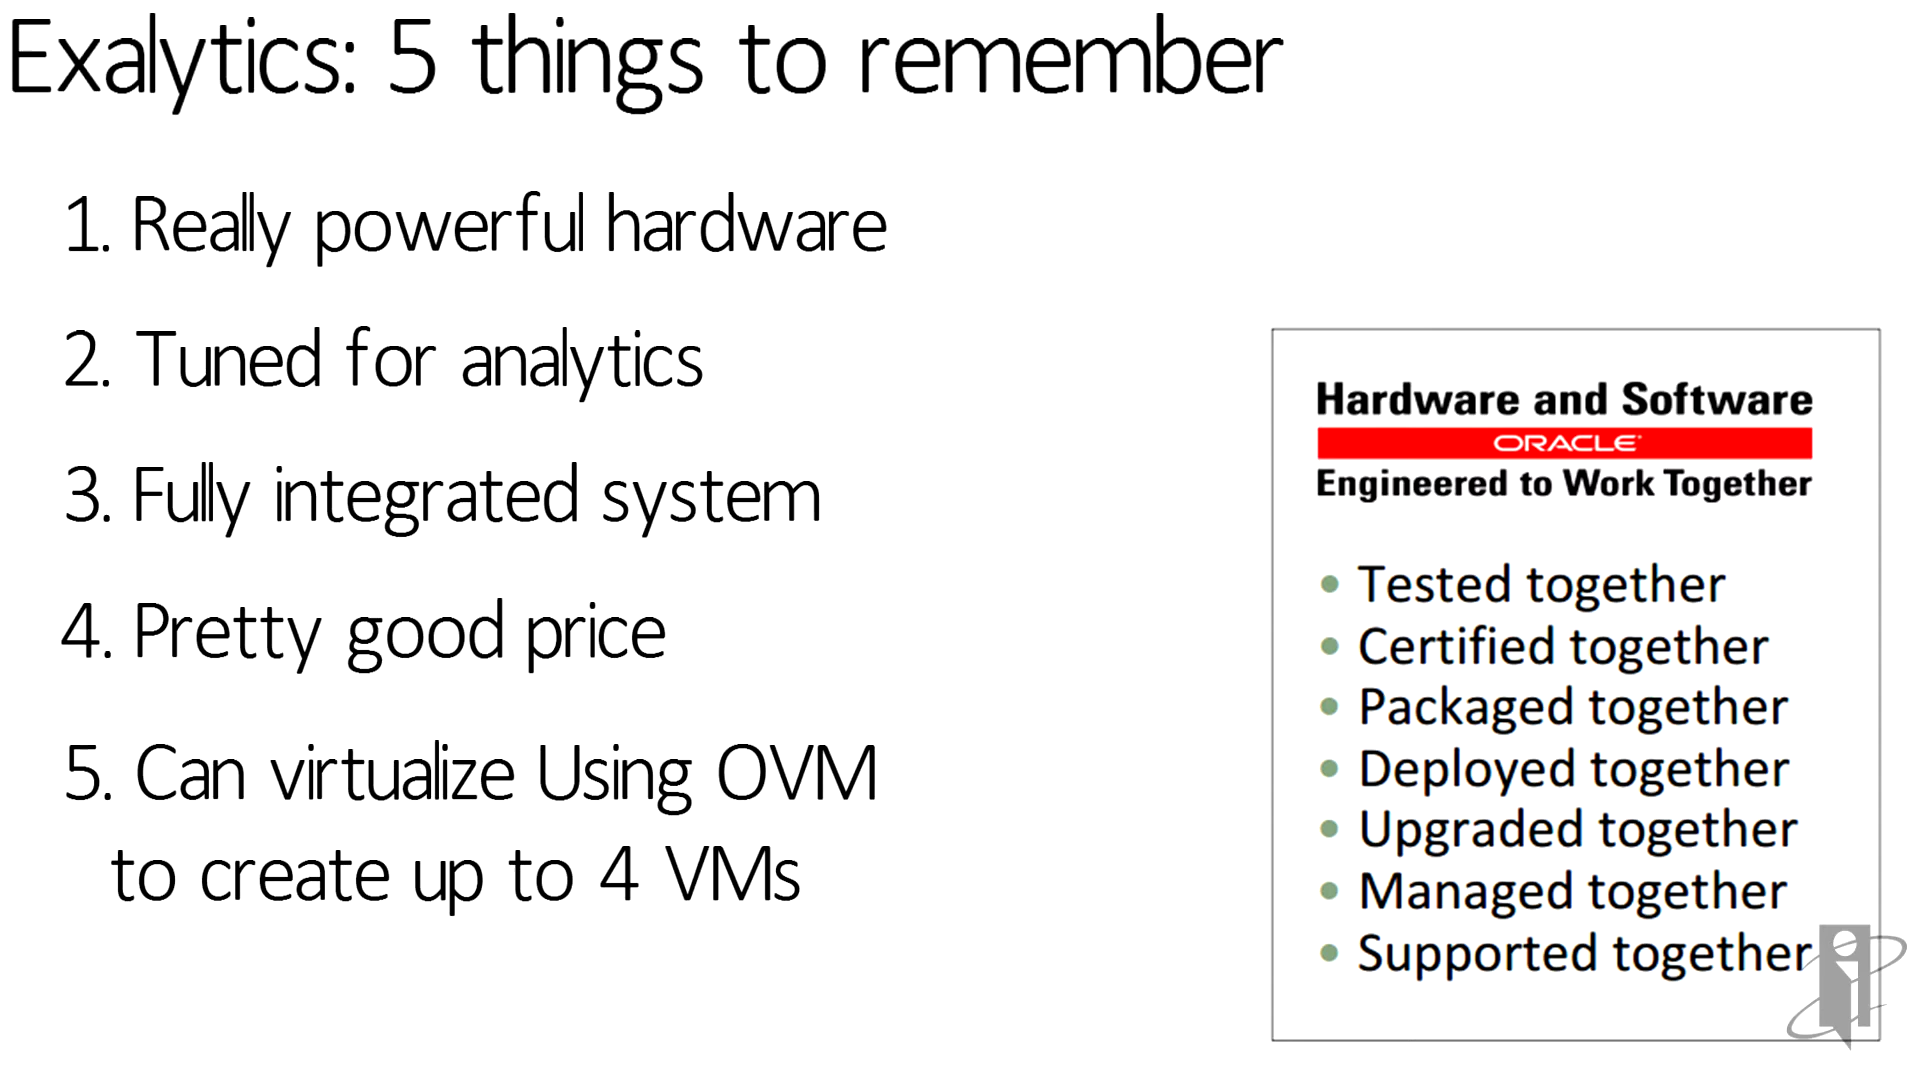 Exalytics: 5 things to remember
1. Really powerful hardware
2. Tuned for analytics
3. Fully integrated system
4. Pretty good price
5. Can virtualize Using OVM
to create up to 4 VMs
Hardware and Software
ORACLE
Engineered to Work Together
• Tested together
• Certified together
• Packaged together
• Deployed together
• Upgraded together
• Managed together
• Supported together